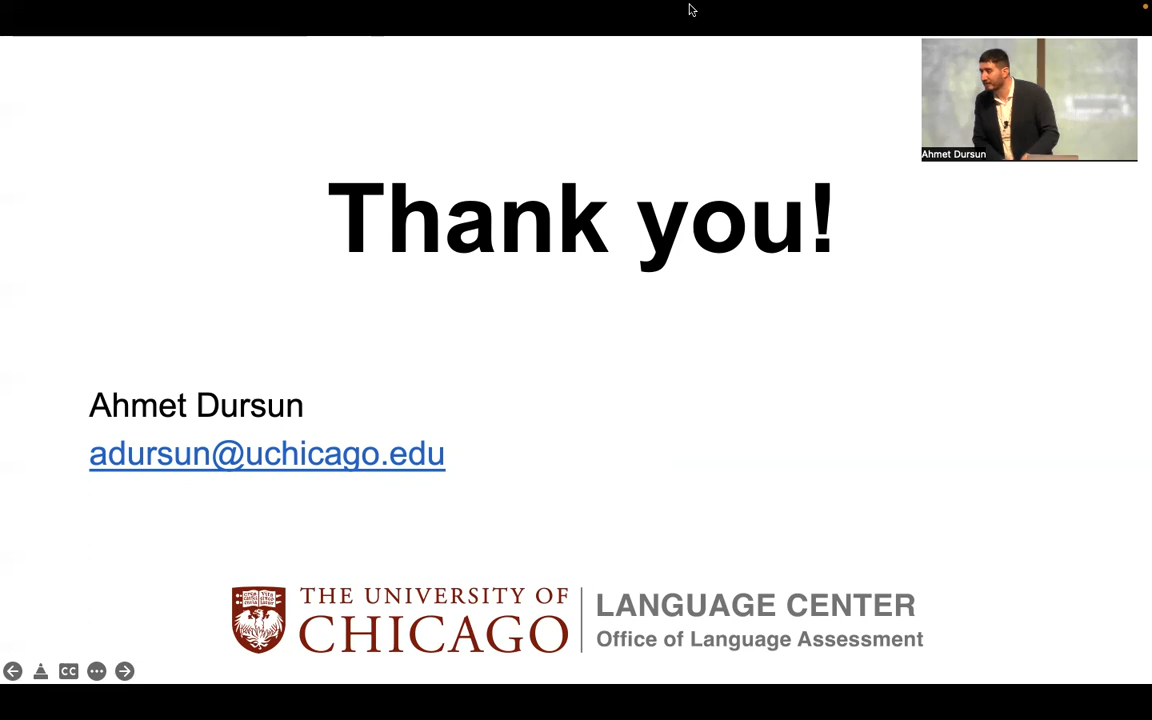 Ahmet Dursun
Thank you!
Ahmet Dursun
adursun@uchicago.edu
THE UNIVERSITY OF
CHICAGO
LANGUAGE CENTER
Office of Language Assessment
CC